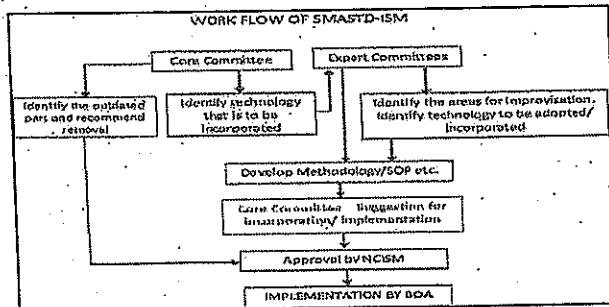 WORK FLOW OF SMASTD-ISM
Core Committee
Expert Committees
Identify the outdated
pars and recommend
removal
Identify technology
that is to be
Incorporated
Identify the areas for Improvisation.
Identify technology to be adopted/
Incorporated
Develop Methodology/SOP etc.
Core Committee Suggestion for
incorporation/ implementation
Approval by NCISM
IMPLEMENTATION BY BOA